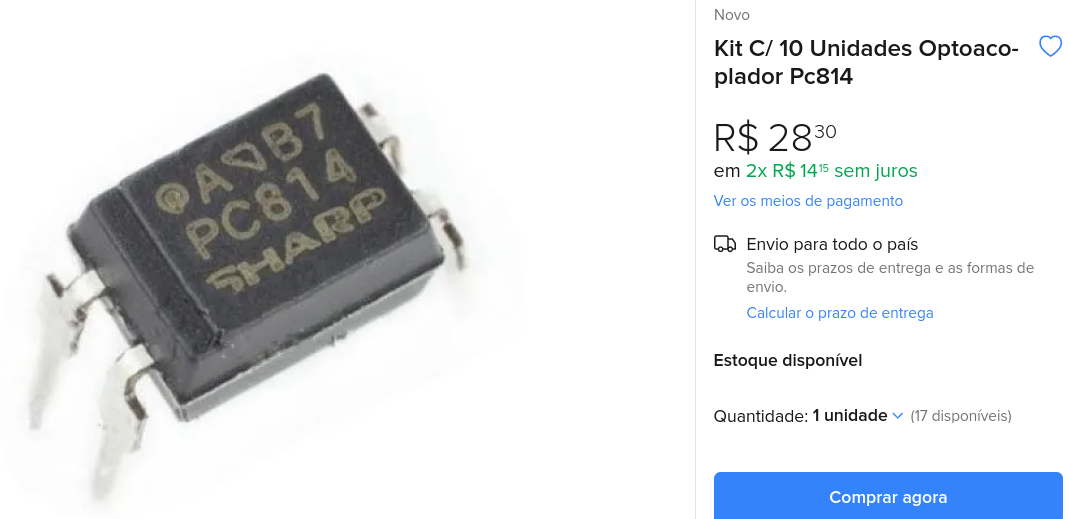 A B7
PC814
SHARP
Novo
Kit C/ 10 Unidades Optoaco-
plador Pc814
R$ 28 30
em 2x R$ 14 15 sem juros
Ver os meios de pagamento
Envio para todo o país
Saiba os prazos de entrega e as formas de
envio.
Calcular o prazo de entrega
Estoque disponível
Quantidade: 1 unidade (17 disponíveis)
Comprar agora